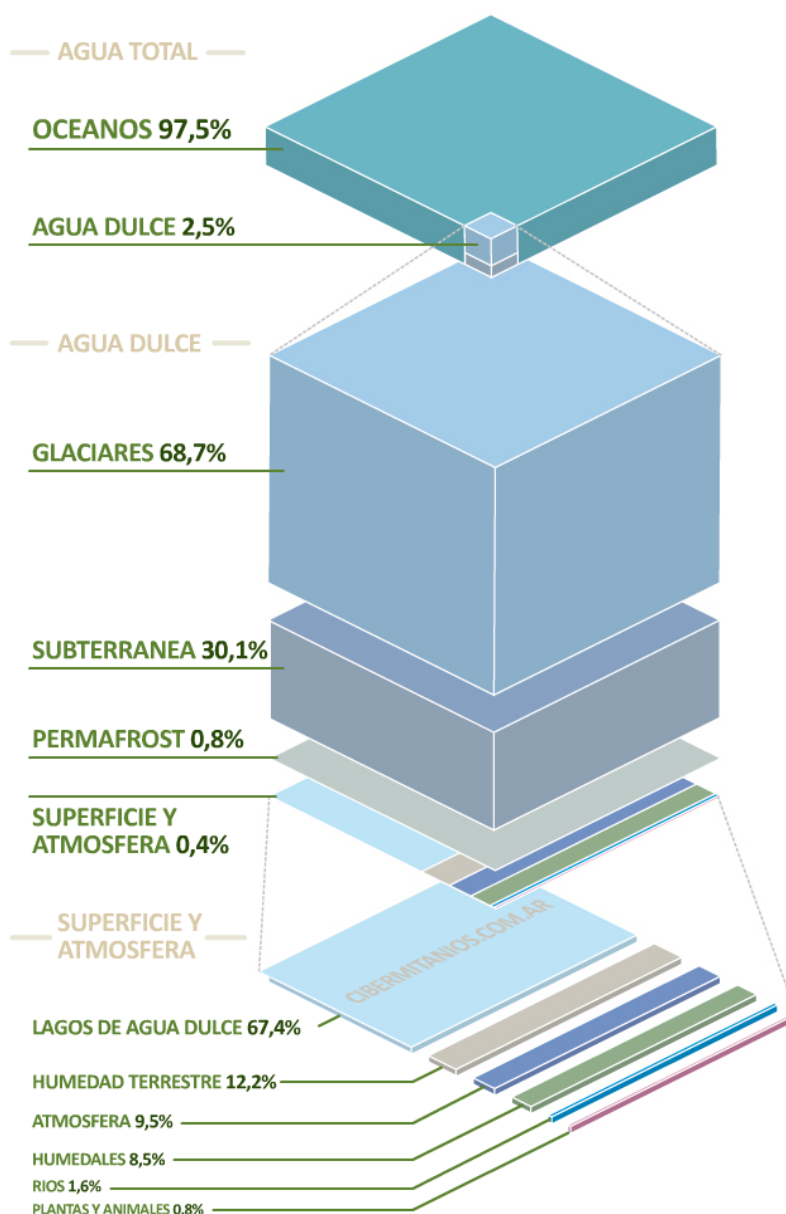 AGUA TOTAL
OCEANOS 97,5%
AGUA DULCE 2,5%
AGUA DULCE
GLACIARES 68,7%
SUBTERRANEA 30,1%
PERMAFROST 0,8%
SUPERFICIE Y
ATMOSFERA 0,4%
SUPERFICIE Y
ATMOSFERA
CIBERMITANIOS.COM.AR
LAGOS DE AGUA DULCE 67,4%
HUMEDAD TERRESTRE 12,2%
ATMOSFERA 9,5%
HUMEDALES 8,5%
RIOS 1,6%
PLANTAS Y ANIMALES 0,8%